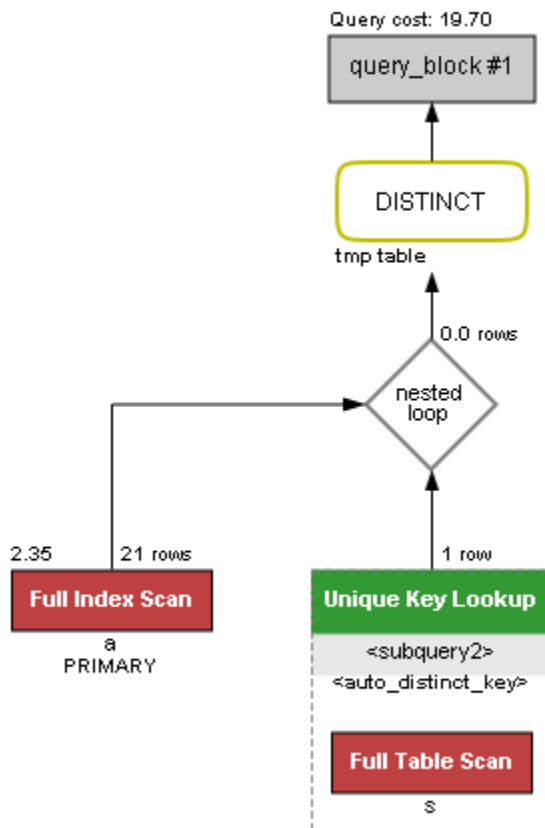 Query cost: 19.70
query_block #1
DISTINCT
tmp table
0.0 rows
nested
loop
2.35 21 rows
1 row
Full Index Scan
Unique Key Lookup
a
PRIMARY
<subquery2>
<auto_distinct_key>
Full Table Scan
s